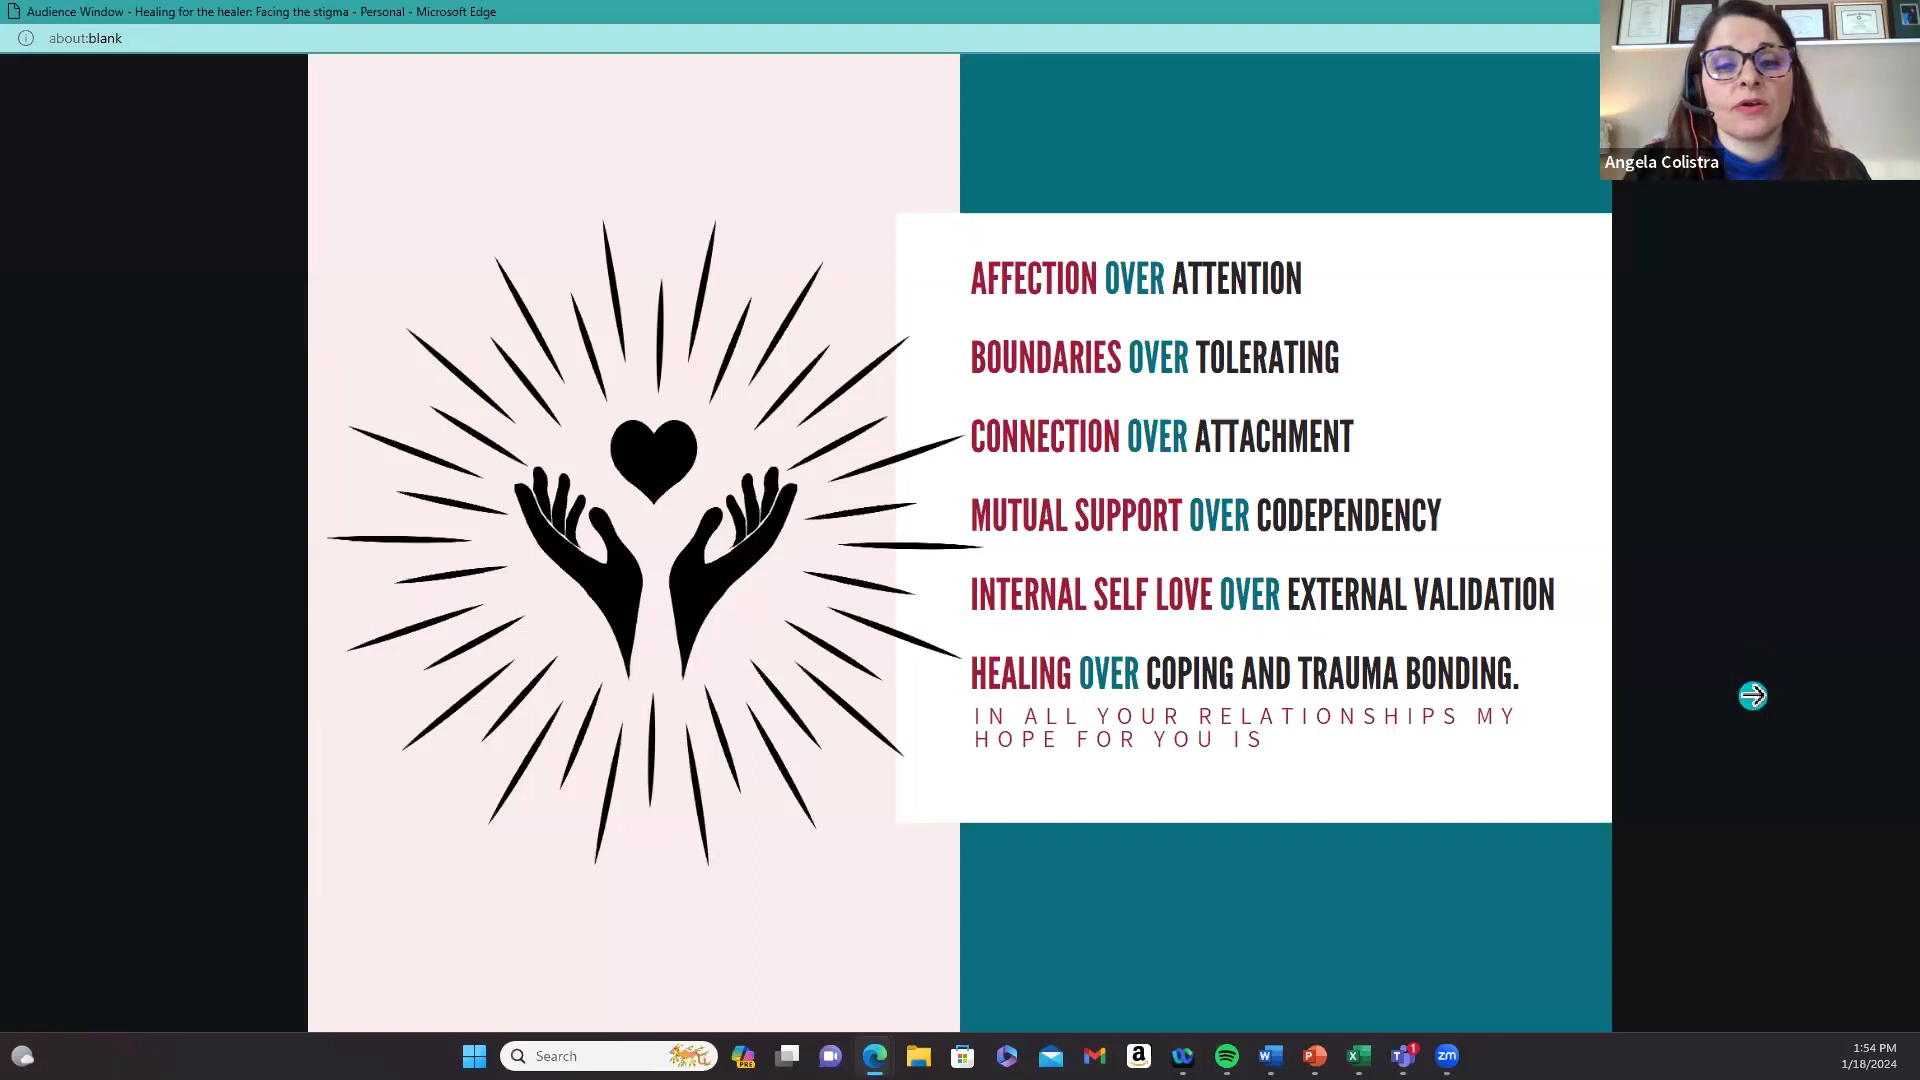 Audience Window - Healing for the healer: Facing the stigma - Personal - Microsoft Edge
about:blank
Angela Colistra
AFFECTION OVER ATTENTION
BOUNDARIES OVER TOLERATING
CONNECTION OVER ATTACHMENT
MUTUAL SUPPORT OVER CODEPENDENCY
INTERNAL SELF LOVE OVER EXTERNAL VALIDATION
HEALING OVER COPING AND TRAUMA BONDING.
IN ALL YOUR RELATIONSHIPS MY
HOPE FOR YOU IS
Search
PRE
1
zm
1:54 PM
1/18/2024